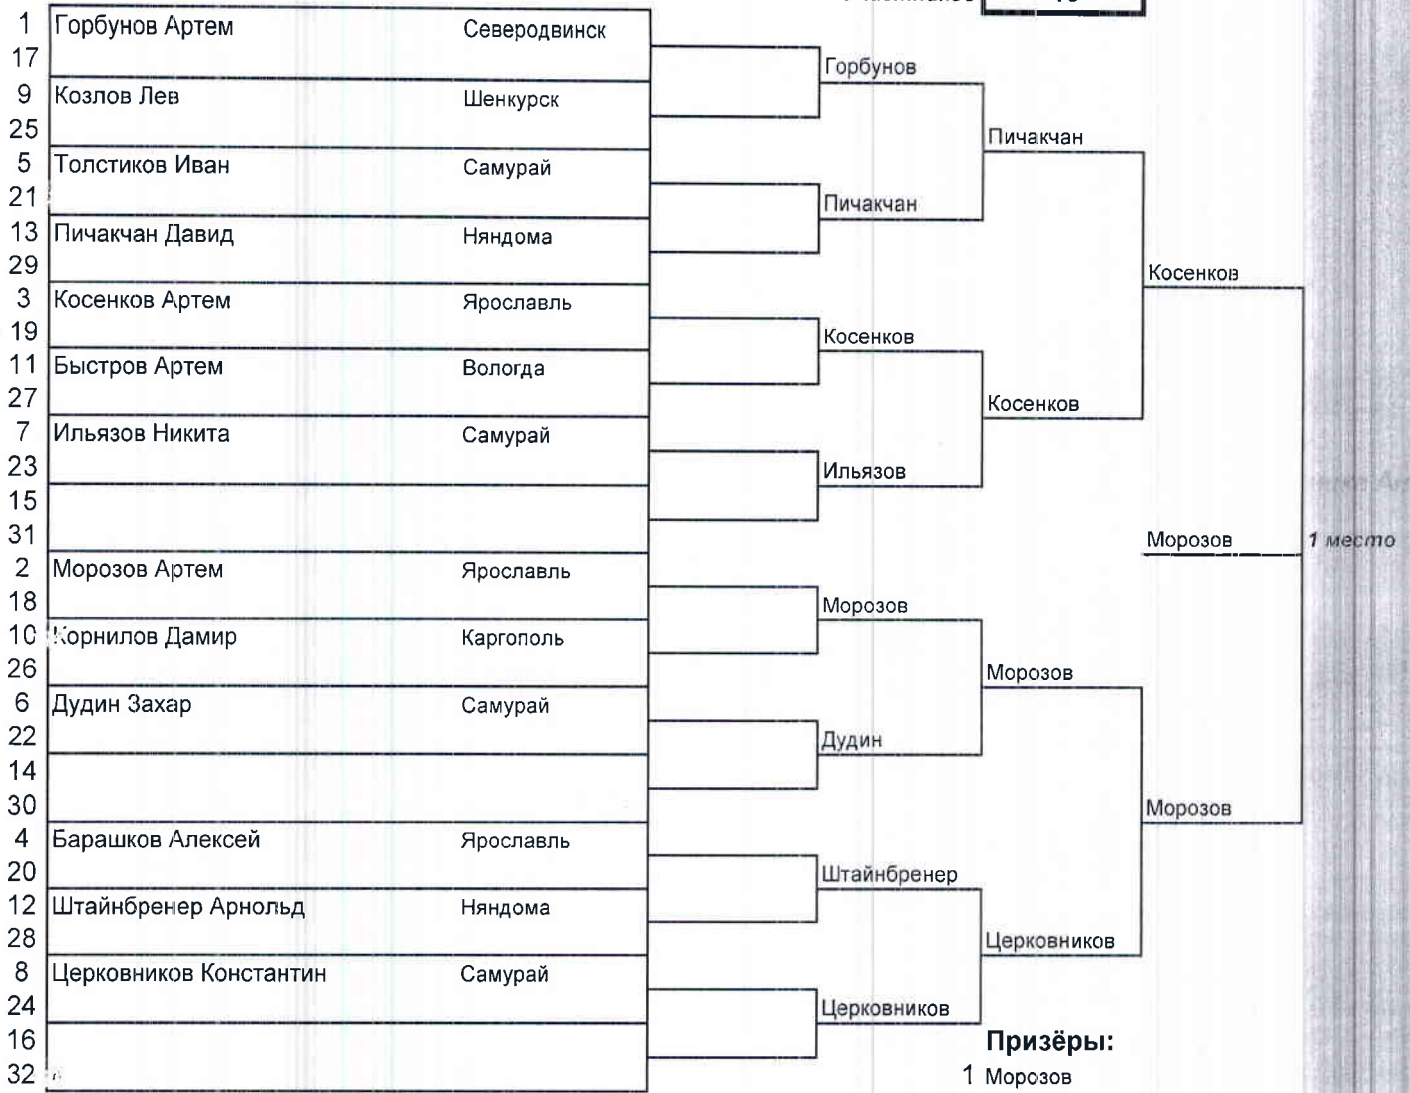 1 Горбунов Артем Северодвинск
17
Горбунов
9 Козлов Лев Шенкурск
25
Пичакчан
5 Толстиков Иван Самурай
21
Пичакчан
13 Пичакчан Давид Няндома
29
Косенков
3 Косенков Артем Ярославль
19
Косенков
11 Быстров Артем Вологда
27
Косенков
7 Ильязов Никита Самурай
23
Ильязов
15
31
Морозов 1 место
2 Морозов Артем Ярославль
18
Морозов
10 Корнилов Дамир Каргополь
26
Морозов
6 Дудин Захар Самурай
22
Дудин
14
30
Морозов
4 Барашков Алексей Ярославль
20
Штайнбренер
12 Штайнбренер Арнольд Няндома
28
Церковников
8 Церковников Константин Самурай
24
Церковников
16
Призёры:
32
1 Морозов